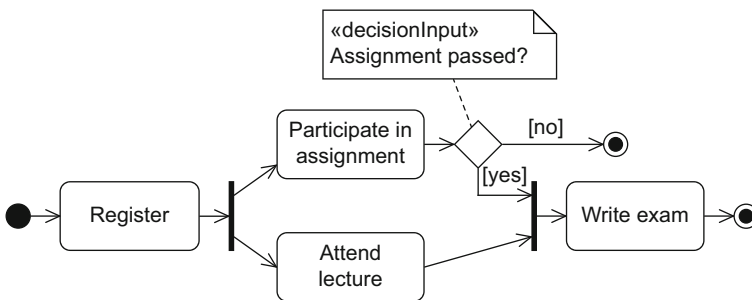 «decisionInput»
Assignment passed?
Participate in
assignment
[no]
[yes]
Register
Write exam
Attend
lecture